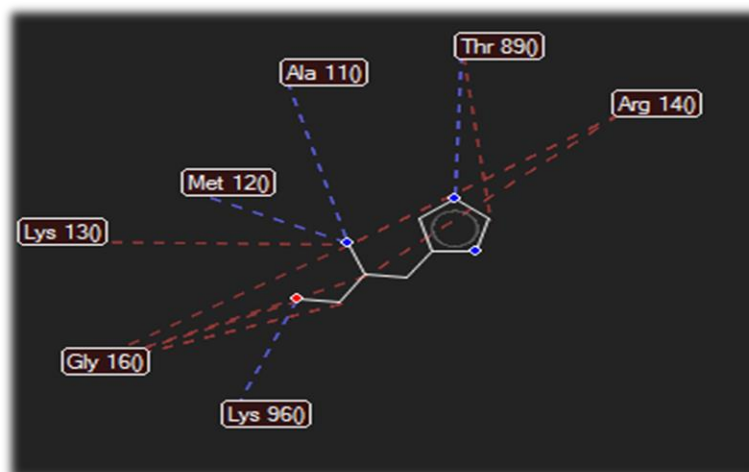 Thr 89()
Ala 11()
Arg 14()
Met 12()
Lys 13()
Gly 16()
Lys 96()